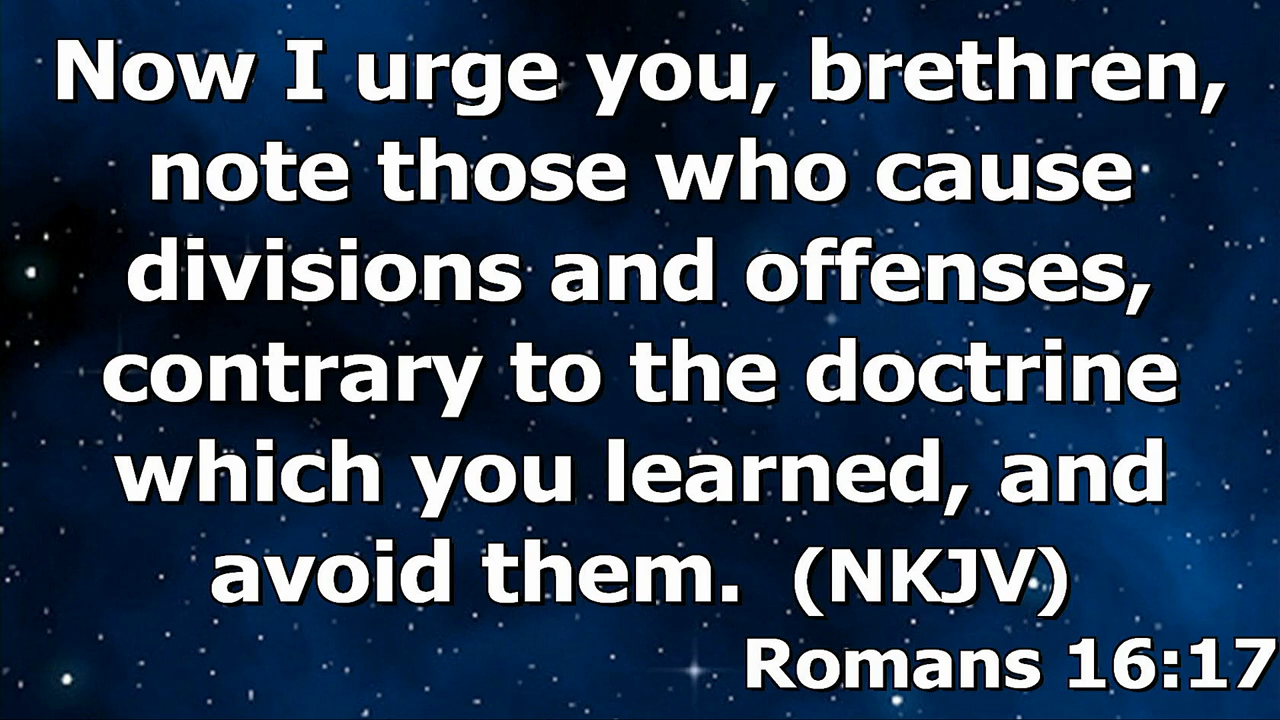 Now I urge you, brethren,
note those who cause
divisions and offenses,
contrary to the doctrine
which you learned, and
avoid them. (NKJV)
Romans 16:17